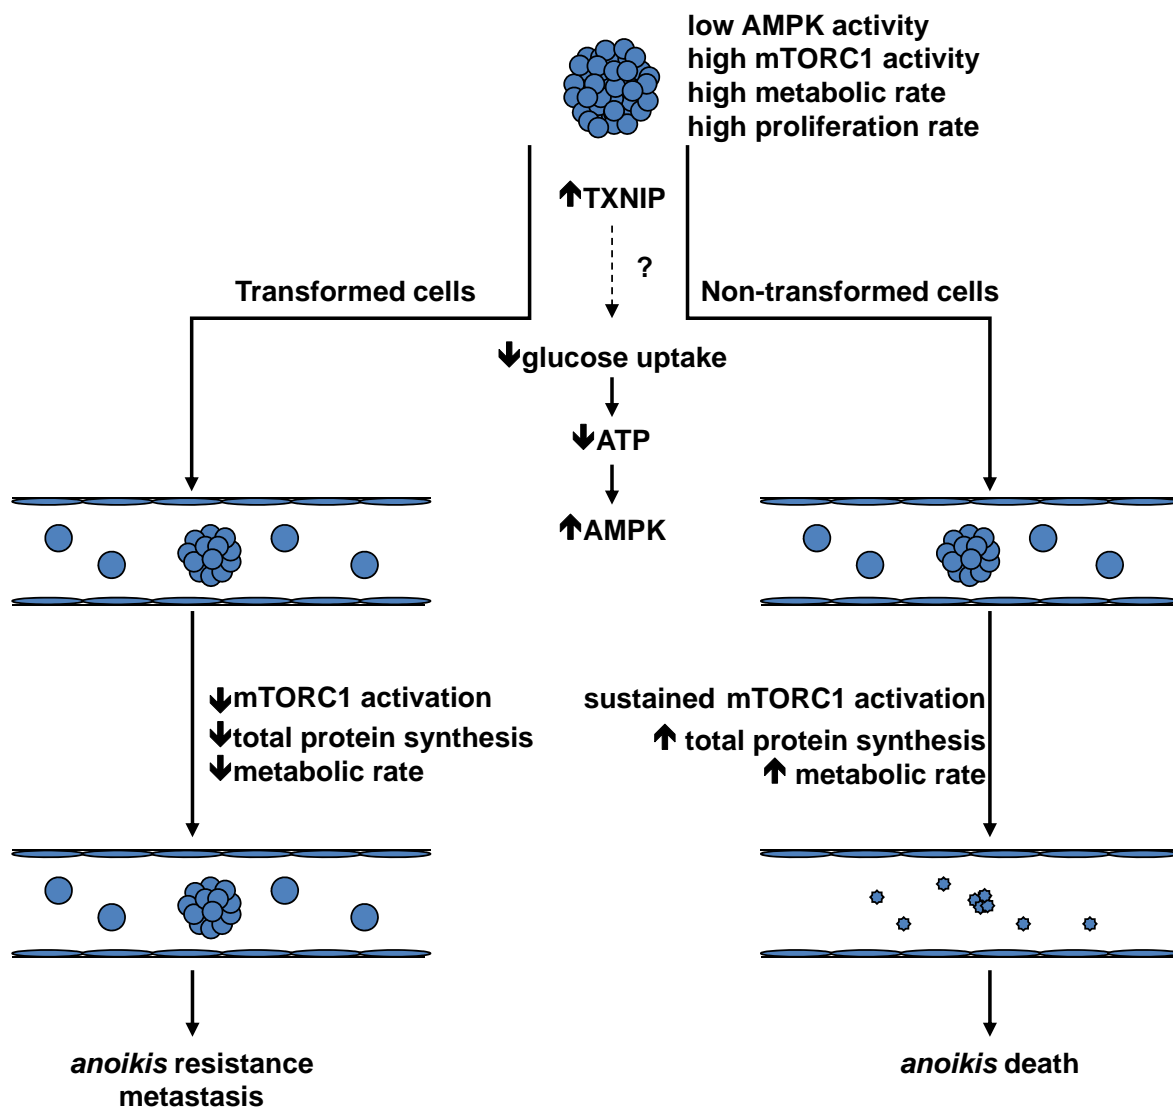 low AMPK activity
high mTORC1 activity
high metabolic rate
high proliferation rate
↑TXNIP
?
Transformed cells
Non-transformed cells
↓glucose uptake
↓ATP
↑AMPK
↓mTORC1 activation
↓total protein synthesis
↓metabolic rate
sustained mTORC1 activation
↑ total protein synthesis
↑ metabolic rate
anoikis resistance
metastasis
anoikis death